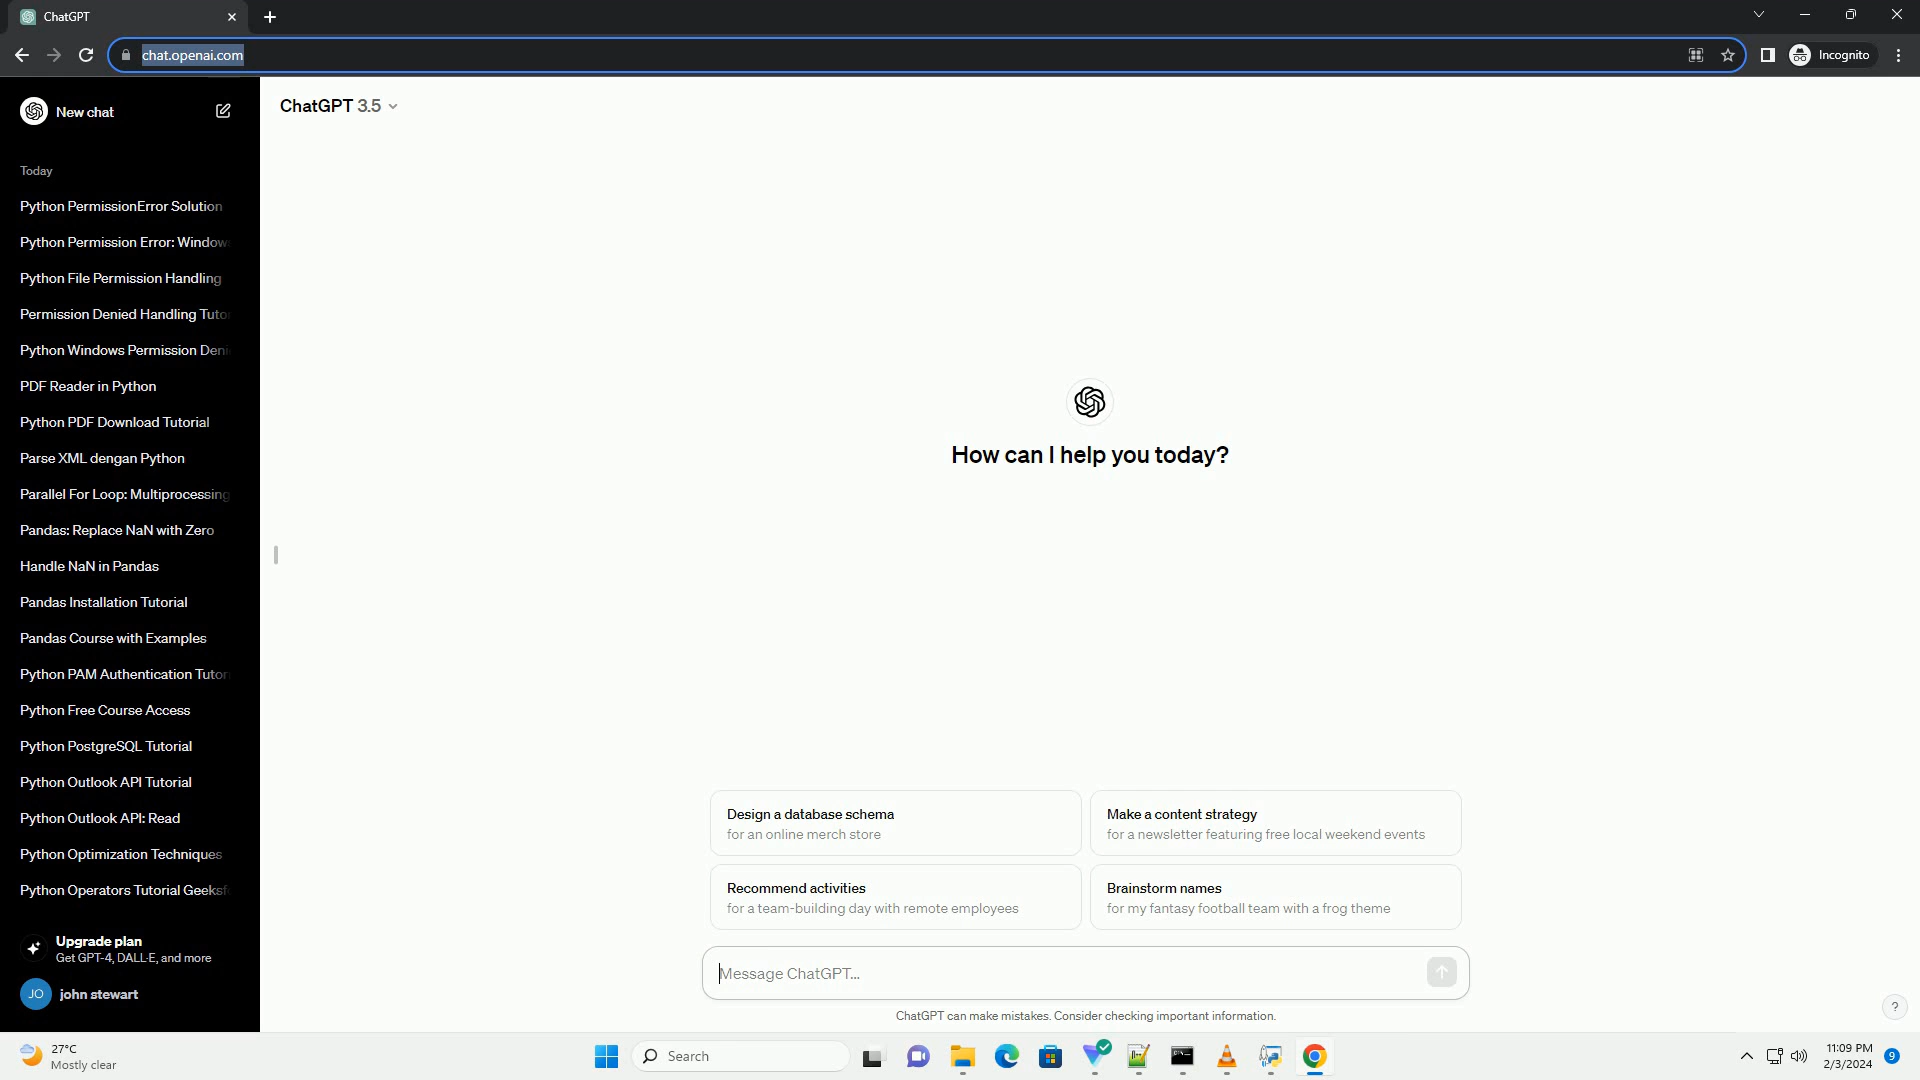 ChatGPT
chat.openai.com
Incognito
New chat
ChatGPT 3.5
Today
Python PermissionError Solution
Python Permission Error: Window
Python File Permission Handling
Permission Denied Handling Tuto
Python Windows Permission Deni
PDF Reader in Python
Python PDF Download Tutorial
Parse XML dengan Python
Parallel For Loop: Multiprocessing
Pandas: Replace NaN with Zero
Handle NaN in Pandas
Pandas Installation Tutorial
Pandas Course with Examples
Python PAM Authentication Tutor
Python Free Course Access
Python PostgreSQL Tutorial
Python Outlook API Tutorial
Python Outlook API: Read
Python Optimization Techniques
Python Operators Tutorial Geeksf
Upgrade plan
Get GPT-4, DALL·E, and more
JO
john stewart
How can I help you today?
Design a database schema
for an online merch store
Make a content strategy
for a newsletter featuring free local weekend events
Recommend activities
for a team-building day with remote employees
Brainstorm names
for my fantasy football team with a frog theme
Message ChatGPT...
ChatGPT can make mistakes. Consider checking important information.
?
27°C
Mostly clear
Search
11:09 PM
2/3/2024
9